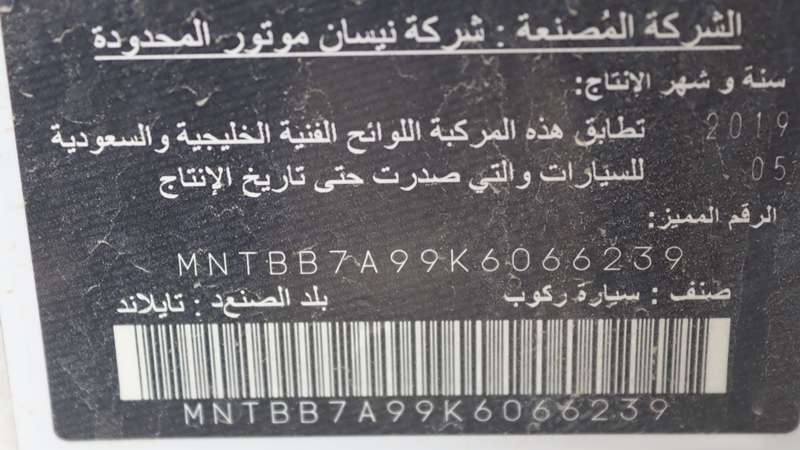 الشركة المُصنعة : شركة نيسان موتور المحدودة
سنة و شهر الإنتاج:
2019 تطابق هذه المركبة اللوائح الفنية الخليجية والسعودية
05 للسيارات والتي صدرت حتى تاريخ الإنتاج
الرقم المميز:
MNTBB7A99K6066239
صنف : سيارة ركوب بلد الصنعد : تايلاند
MNTBB7A99K6066239